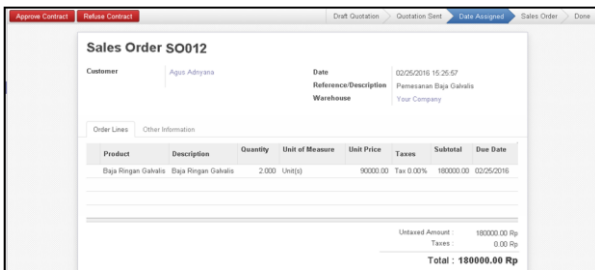 Approve Contract Refuse Contract Draft Quotation Quotation Sent Date Assigned Sales Order Done
Sales Order SO012
Customer Agus Adnyana Date 02/25/2016 15:25:57
Reference/Description Pemesanan Baja Galvalis
Warehouse Your Company
Order Lines Other Information
Product Description Quantity Unit of Measure Unit Price Taxes Subtotal Due Date
Baja Ringan Galvalis Baja Ringan Galvalis 2.000 Unit(s) 90000.00 Tax 0.00% 180000.00 02/25/2016
Untaxed Amount : 180000.00 Rp
Taxes : 0.00 Rp
Total : 180000.00 Rp